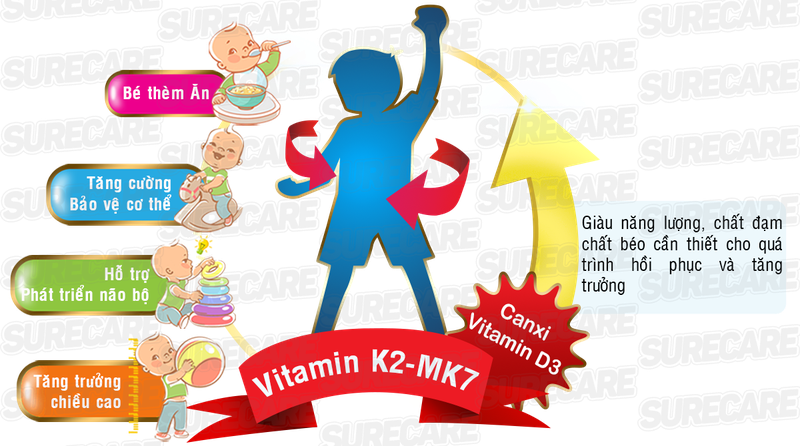 SURECARE
Bé thèm Ăn
Tăng cường
Bảo vệ cơ thể
Hỗ trợ
Phát triển não bộ
Tăng trưởng
chiều cao
Vitamin K2-MK7
Canxi
Vitamin D3
Giàu năng lượng, chất đạm
chất béo cần thiết cho quá
trình hồi phục và tăng
trưởng